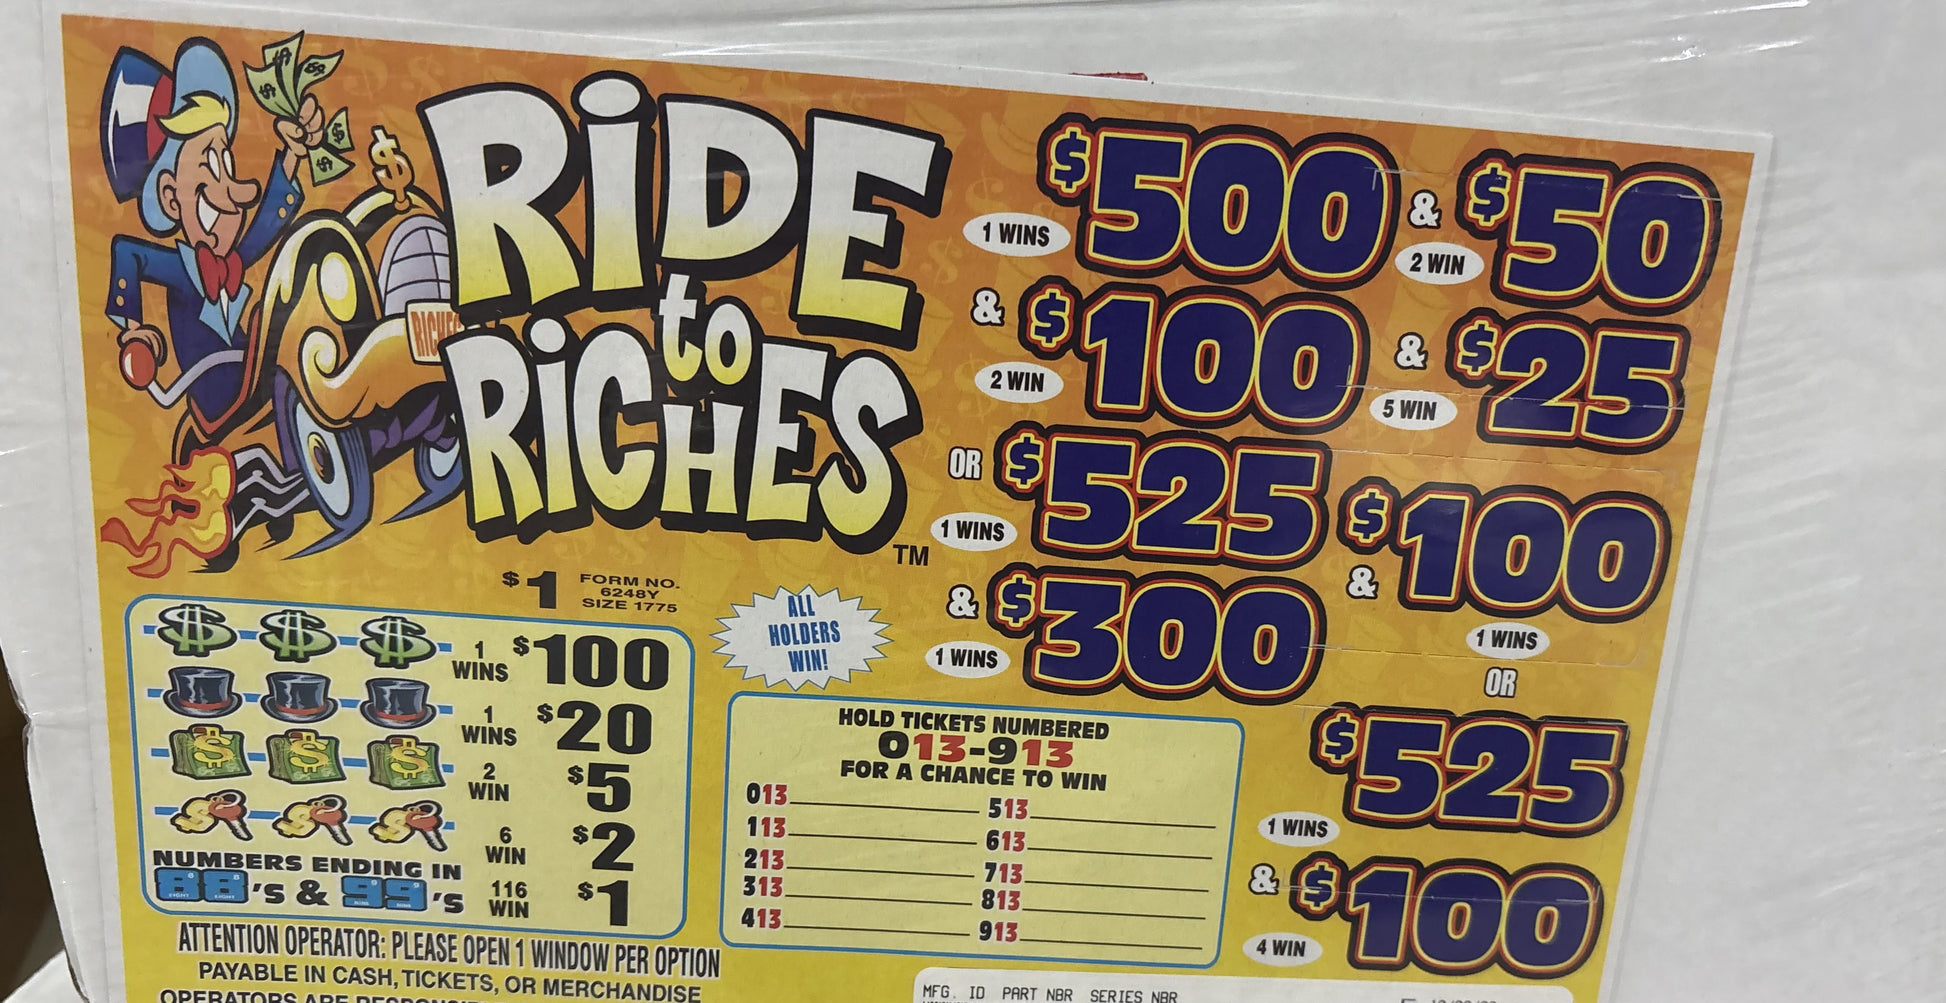 RIDE
to
RICHES
TM
RICHES
$1
FORM NO.
6248Y
SIZE 1775
1 WINS $100
1 WINS $20
2 WIN $5
6 WIN $2
NUMBERS ENDING IN
88'S & 99'S
116 WIN $1
ATTENTION OPERATOR: PLEASE OPEN 1 WINDOW PER OPTION
PAYABLE IN CASH, TICKETS, OR MERCHANDISE
OPERATORS ARE
ALL
HOLDERS
WIN!
HOLD TICKETS NUMBERED
013-913
FOR A CHANCE TO WIN
013 513
113 613
213 713
313 813
413 913
1 WINS $500 & 2 WIN $50
& 2 WIN $100 & 5 WIN $25
OR 1 WINS $525 & $100 1 WINS
& 1 WINS $300
OR
1 WINS $525
& 4 WIN $100
MFG. ID PART NBR SERIES NBR